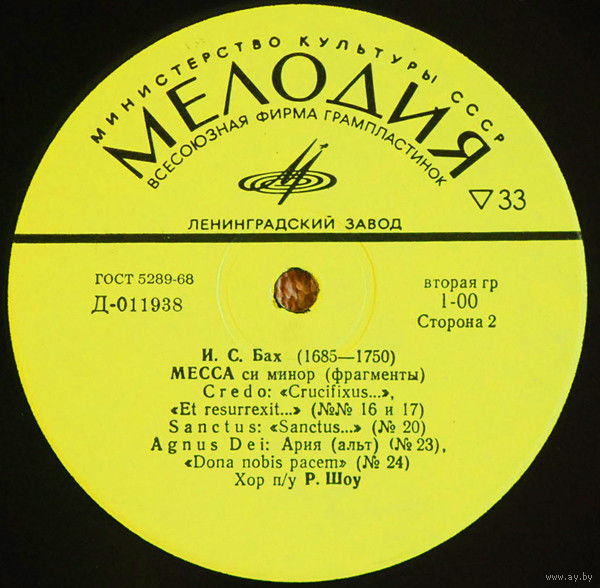 МИНИСТЕРСТВО КУЛЬТУРЫ СССР
МЕЛОДИЯ
ВСЕСОЮЗНАЯ ФИРМА ГРАМПЛАСТИНОК
▽33
ЛЕНИНГРАДСКИЙ ЗАВОД
ГОСТ 5289-68
Д-011938
вторая гр
1-00
Сторона 2
И. С. Бах (1685—1750)
МЕССА си минор (фрагменты)
Credo: «Crucifixus...»,
«Et resurrexit...» (№№ 16 и 17)
Sanctus: «Sanctus...» (№ 20)
Agnus Dei: Ария (альт) (№ 23),
«Dona nobis pacem» (№ 24)
Хор п/у Р. Шоу
www.ay.by